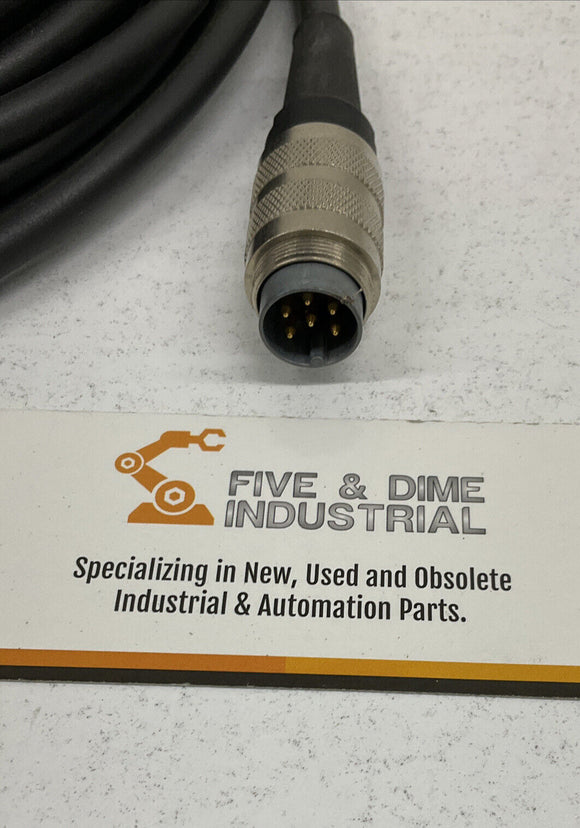 FIVE & DIME
INDUSTRIAL
Specializing in New, Used and Obsolete
Industrial & Automation Parts.